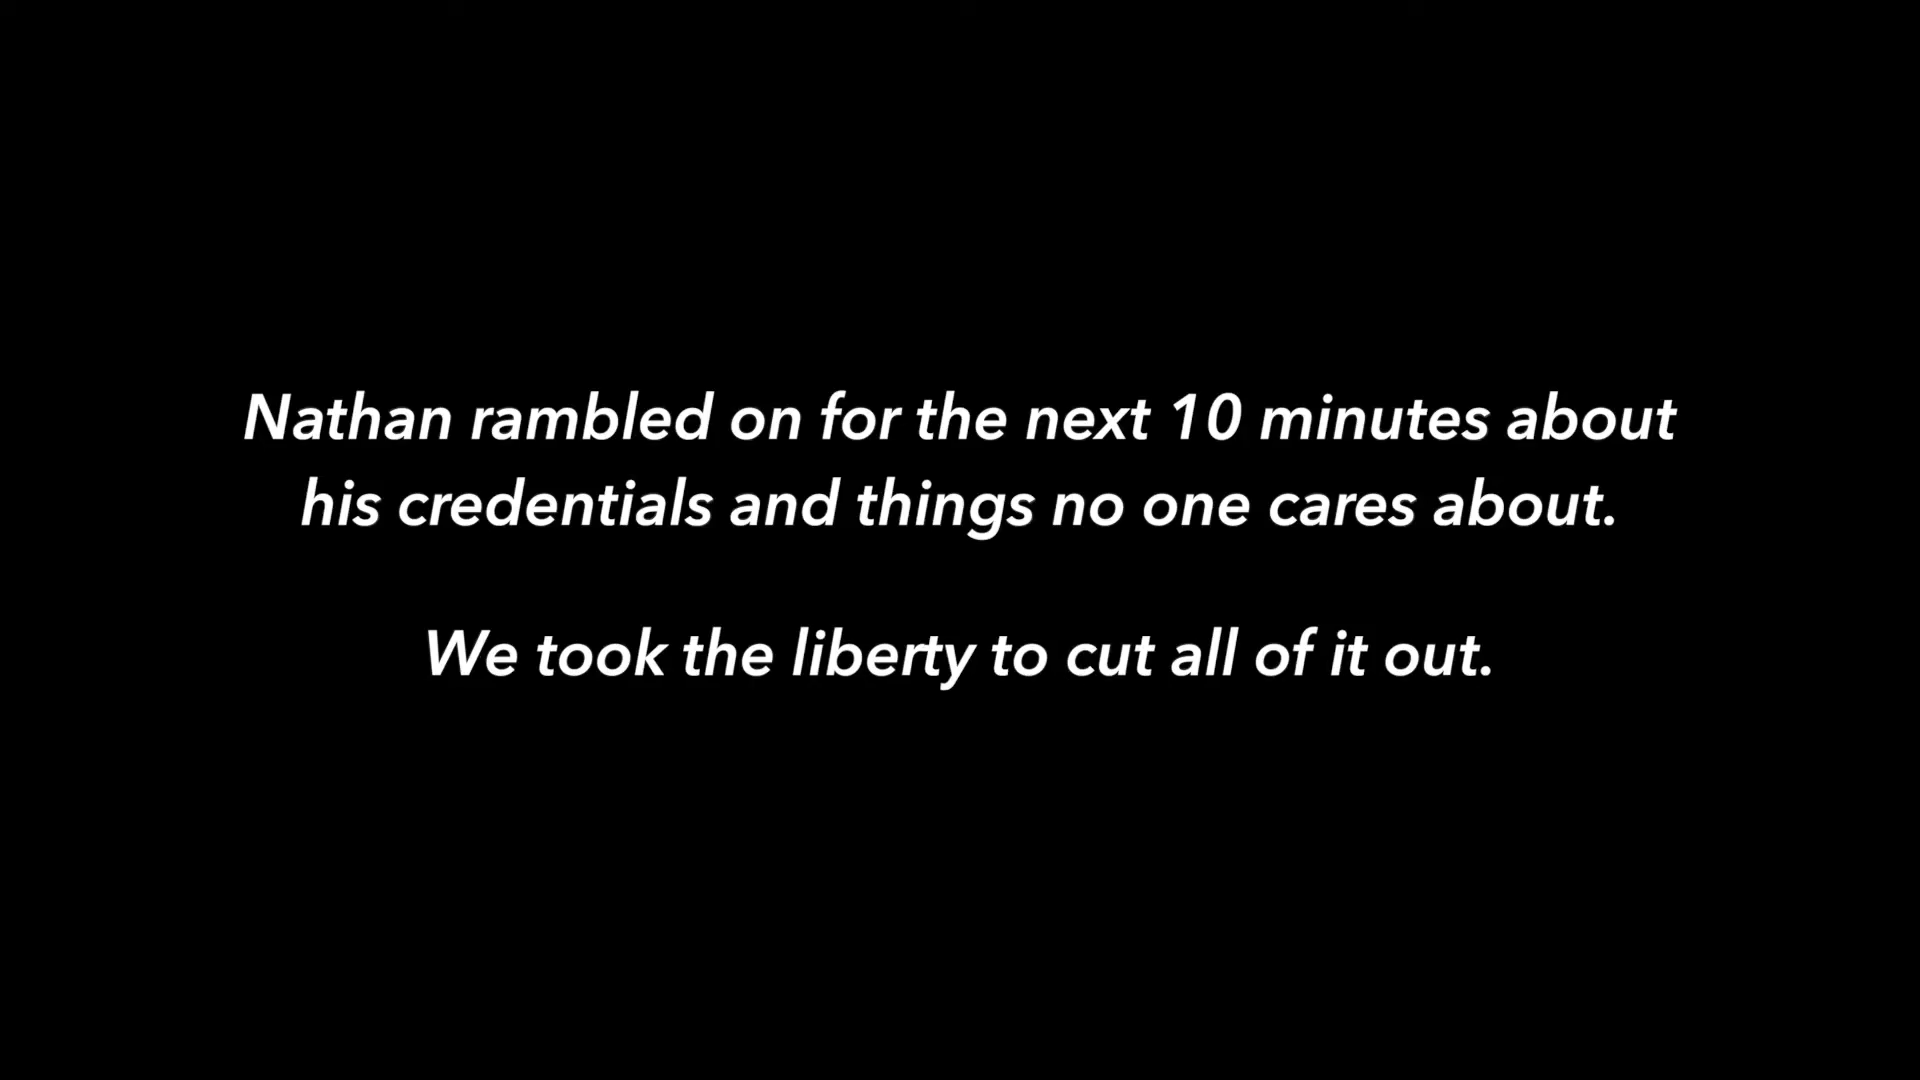 Nathan rambled on for the next 10 minutes about
his credentials and things no one cares about.
We took the liberty to cut all of it out.